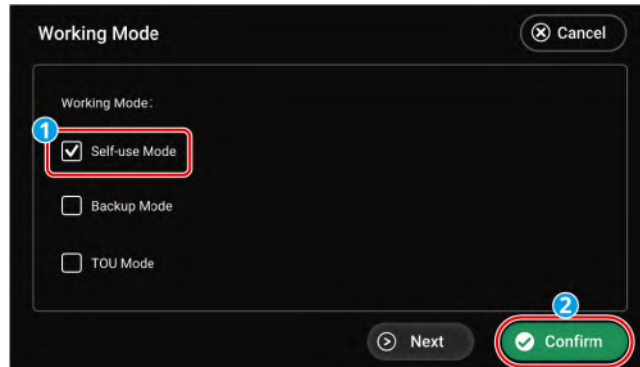 Working Mode
Cancel
Working Mode:
1
Self-use Mode
Backup Mode
TOU Mode
2
Next
Confirm